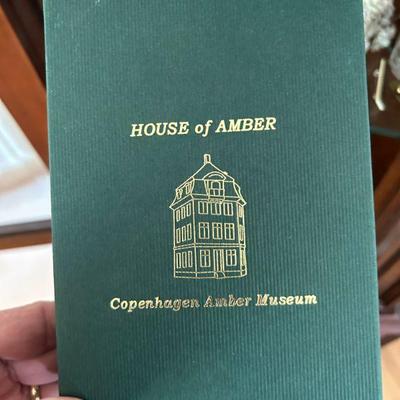 HOUSE of AMBER
Copenhagen Amber Museum